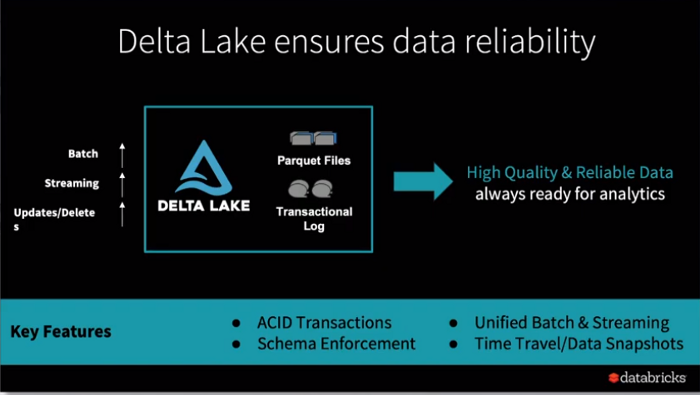 Delta Lake ensures data reliability
Batch
Streaming
Updates/Delete
s
DELTA LAKE
Parquet Files
Transactional
Log
High Quality & Reliable Data
always ready for analytics
Key Features
● ACID Transactions
● Schema Enforcement
● Unified Batch & Streaming
● Time Travel/Data Snapshots
databricks